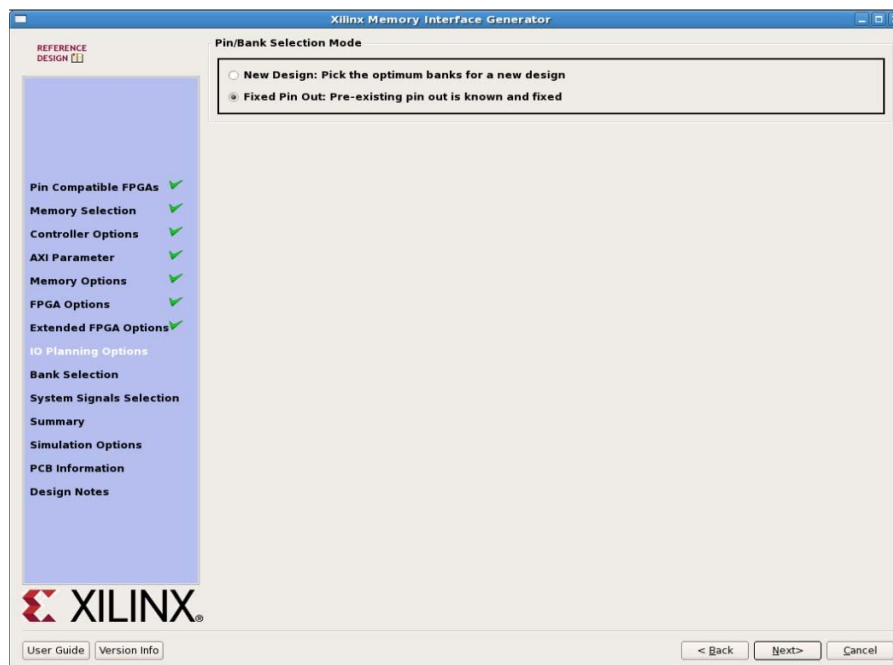 Xilinx Memory Interface Generator
REFERENCE
DESIGN
Pin/Bank Selection Mode
New Design: Pick the optimum banks for a new design
Fixed Pin Out: Pre-existing pin out is known and fixed
Pin Compatible FPGAs
Memory Selection
Controller Options
AXI Parameter
Memory Options
FPGA Options
Extended FPGA Options
IO Planning Options
Bank Selection
System Signals Selection
Summary
Simulation Options
PCB Information
Design Notes
XILINX®
User Guide Version Info < Back Next> Cancel